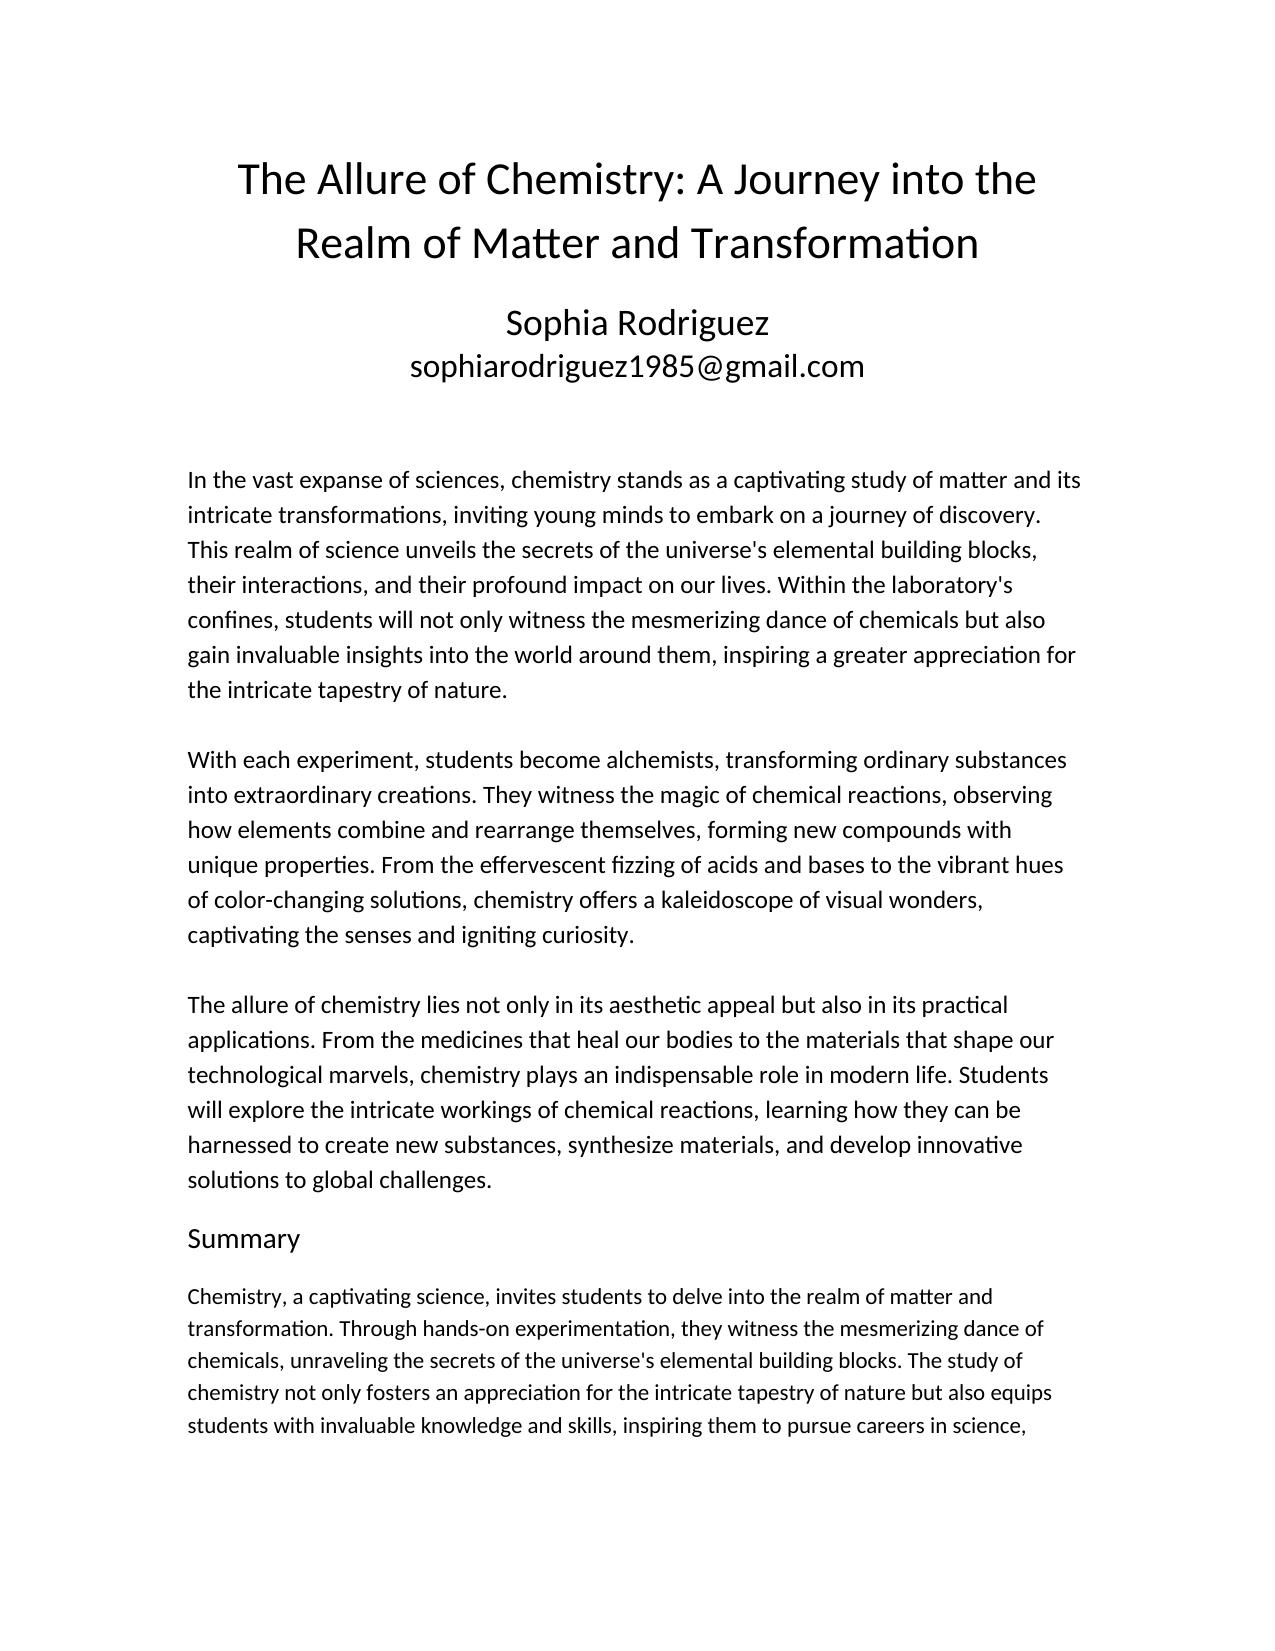 The Allure of Chemistry: A Journey into the
Realm of Matter and Transformation
Sophia Rodriguez
sophiarodriguez1985@gmail.com
In the vast expanse of sciences, chemistry stands as a captivating study of matter and its
intricate transformations, inviting young minds to embark on a journey of discovery.
This realm of science unveils the secrets of the universe's elemental building blocks,
their interactions, and their profound impact on our lives. Within the laboratory's
confines, students will not only witness the mesmerizing dance of chemicals but also
gain invaluable insights into the world around them, inspiring a greater appreciation for
the intricate tapestry of nature.
With each experiment, students become alchemists, transforming ordinary substances
into extraordinary creations. They witness the magic of chemical reactions, observing
how elements combine and rearrange themselves, forming new compounds with
unique properties. From the effervescent fizzing of acids and bases to the vibrant hues
of color-changing solutions, chemistry offers a kaleidoscope of visual wonders,
captivating the senses and igniting curiosity.
The allure of chemistry lies not only in its aesthetic appeal but also in its practical
applications. From the medicines that heal our bodies to the materials that shape our
technological marvels, chemistry plays an indispensable role in modern life. Students
will explore the intricate workings of chemical reactions, learning how they can be
harnessed to create new substances, synthesize materials, and develop innovative
solutions to global challenges.
Summary
Chemistry, a captivating science, invites students to delve into the realm of matter and
transformation. Through hands-on experimentation, they witness the mesmerizing dance of
chemicals, unraveling the secrets of the universe's elemental building blocks. The study of
chemistry not only fosters an appreciation for the intricate tapestry of nature but also equips
students with invaluable knowledge and skills, inspiring them to pursue careers in science,